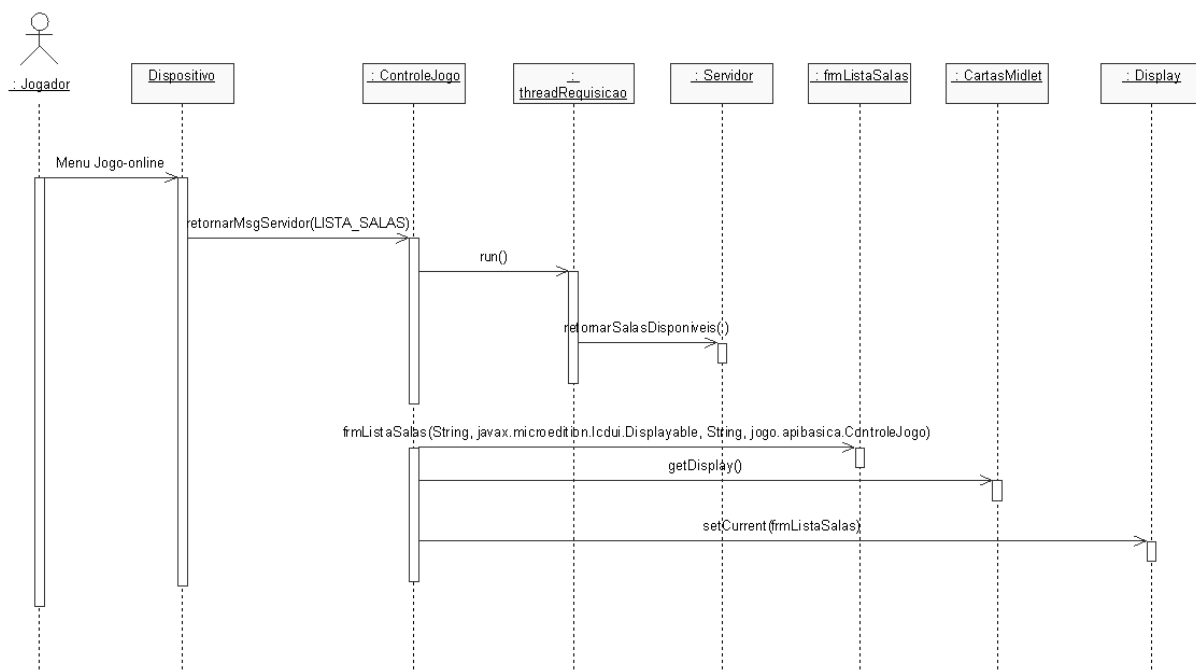 : Jogador
Dispositivo
: ControleJogo
:
threadRequisicao
: Servidor
: frmListaSalas
: CartasMidlet
: Display
Menu Jogo-online
retornarMsgServidor(LISTA_SALAS)
run()
retornarSalasDisponiveis( )
frmListaSalas(String, javax.microedition.lcdui.Displayable, String, jogo.apibasica.ControleJogo)
getDisplay()
setCurrent(frmListaSalas)